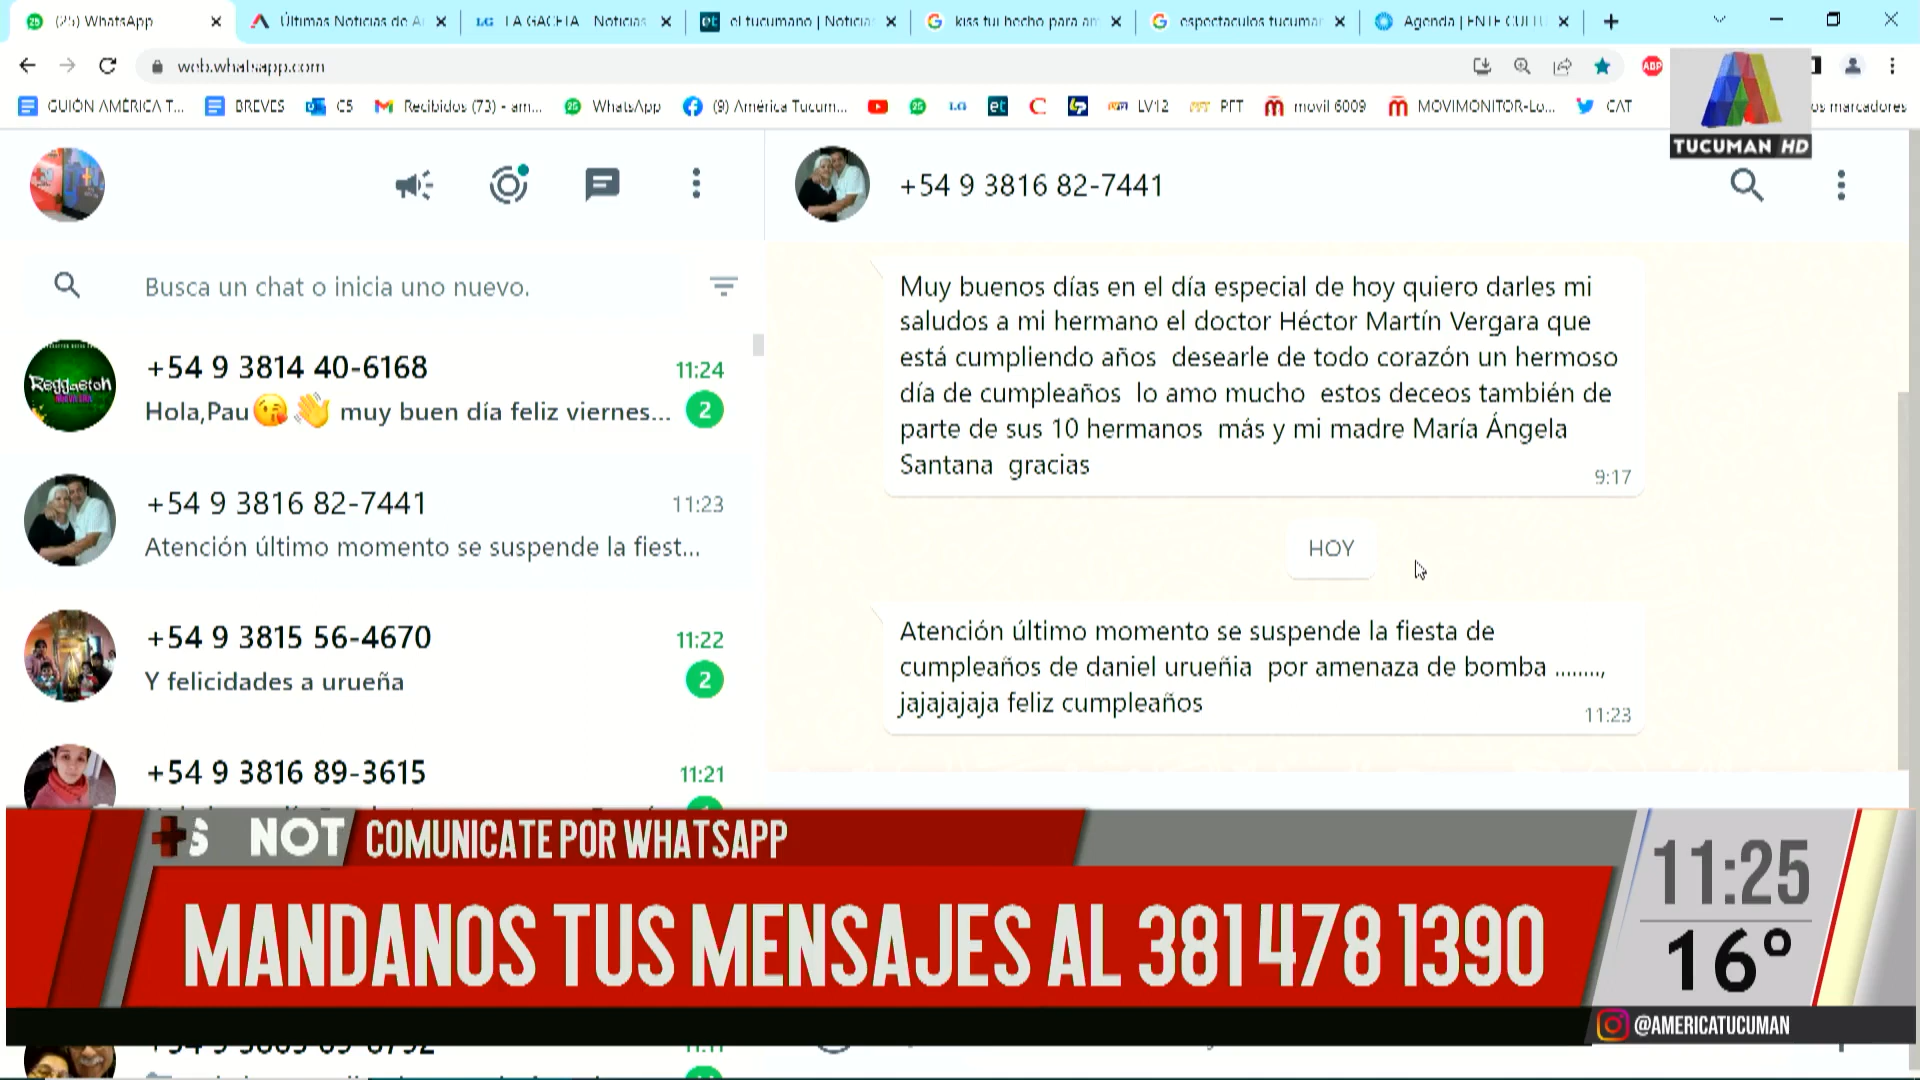 (25) WhatsApp
Últimas Noticias de A
LA GACETA - Noticias
el tucumano | Noticia
kiss tui hecho para am
espectaculos tucuman
Agenda | ENTE CULTU
web.whatsapp.com
GUIÓN AMÉRICA T... BREVES C5 Recibidos (73) - am... WhatsApp (9) América Tucum... LG et LV12 movil 6009 MOVIMONITOR-Lo... CAT os marcadores
TUCUMAN HD
+54 9 3816 82-7441
Busca un chat o inicia uno nuevo.
Reggaeton
+54 9 3814 40-6168 11:24
Hola,Pau😘👋 muy buen día feliz viernes... 2
+54 9 3816 82-7441 11:23
Atención último momento se suspende la fiest...
+54 9 3815 56-4670 11:22
Y felicidades a urueña 2
+54 9 3816 89-3615 11:21
Muy buenos días en el día especial de hoy quiero darles mi
saludos a mi hermano el doctor Héctor Martín Vergara que
está cumpliendo años desearle de todo corazón un hermoso
día de cumpleaños lo amo mucho estos deceos también de
parte de sus 10 hermanos más y mi madre María Ángela
Santana gracias
9:17
HOY
Atención último momento se suspende la fiesta de
cumpleaños de daniel urueñia por amenaza de bomba ........,
jajajajaja feliz cumpleaños
11:23
S NOT COMUNICATE POR WHATSAPP
MANDANOS TUS MENSAJES AL 381 478 1390
11:25
16°
@AMERICATUCUMAN